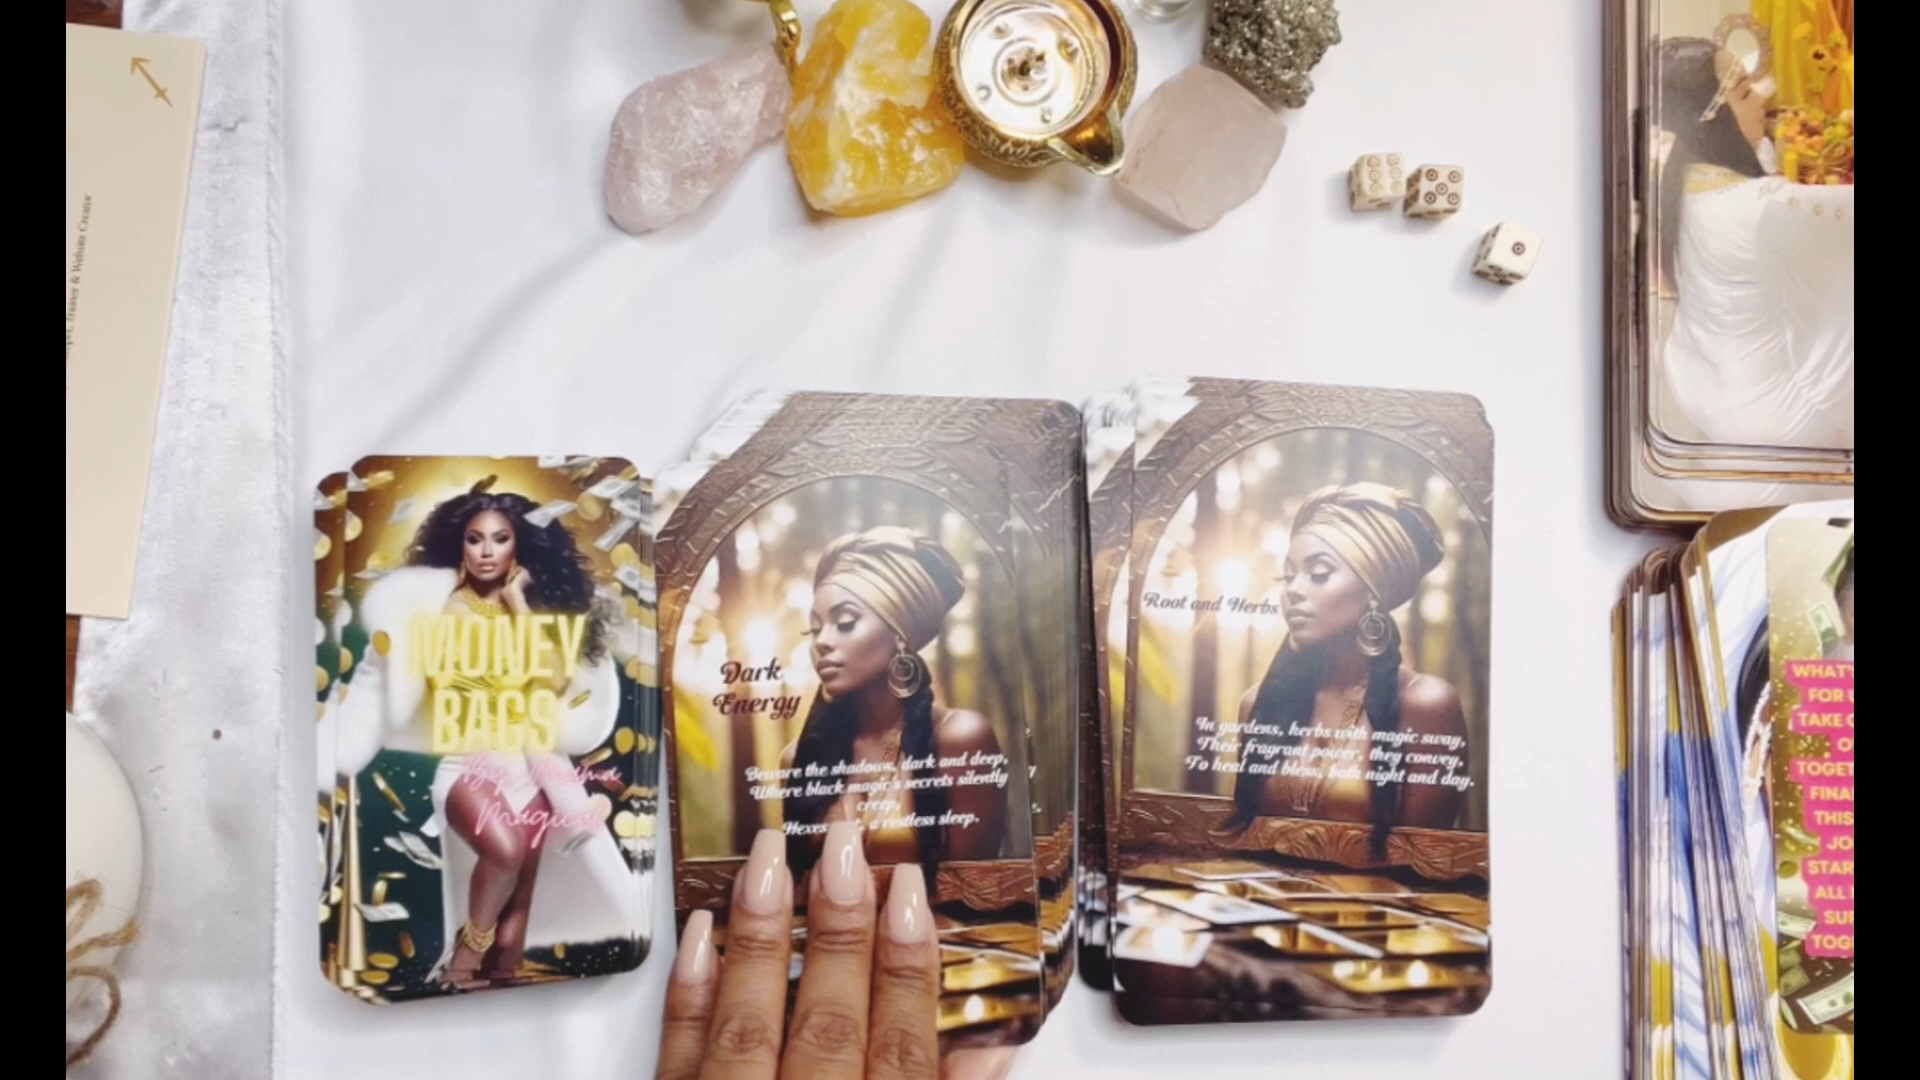 & Website Creator
MONEY
BAGS
Dark
Energy
Beware the shadows, dark and deep,
Where black magic's secrets silently
creep.
Hexes a restless sleep.
Root and Herbs
In gardens, herbs with magic sway,
Their fragrant power, they convey,
To heal and bless, both night and day.
WHAT'
FOR
TAKE
TOGET
FINA
THIS
JO
STAR
ALL
SU
TOG